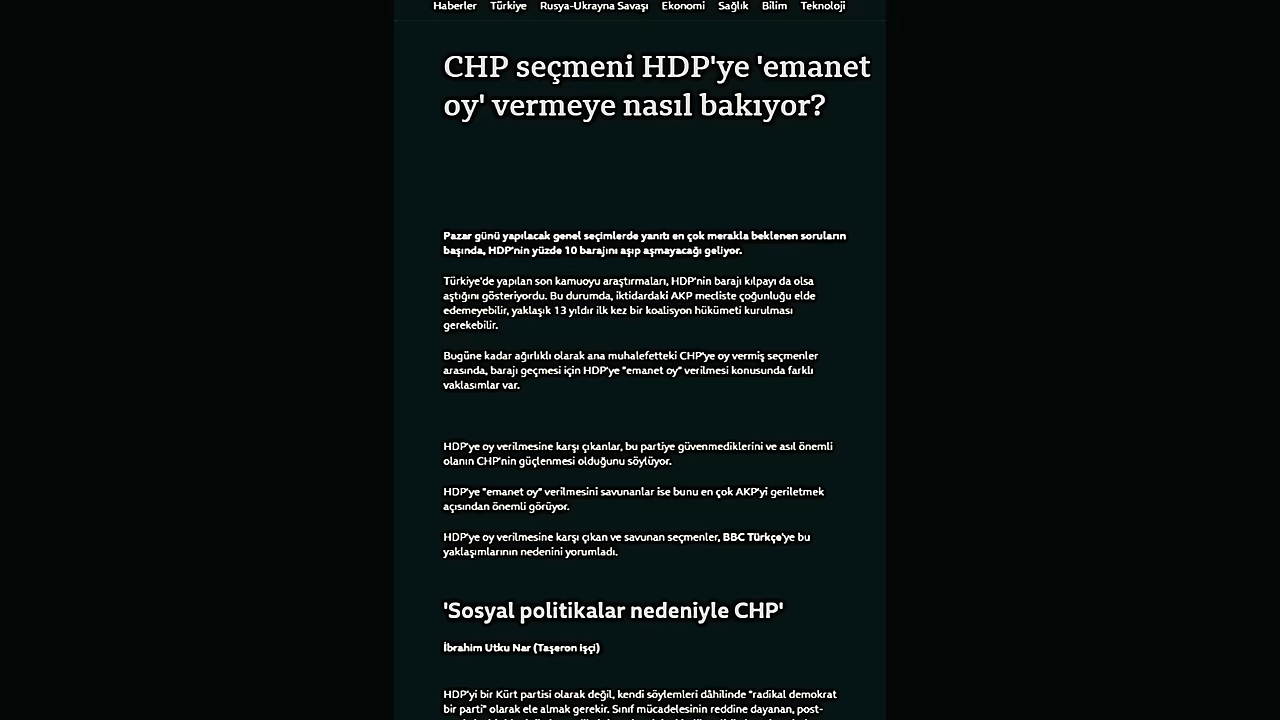 Haberler Türkiye Rusya-Ukrayna Savaşı Ekonomi Sağlık Bilim Teknoloji
CHP seçmeni HDP'ye 'emanet
oy' vermeye nasıl bakıyor?
Pazar günü yapılacak genel seçimlerde yanıtı en çok merakla beklenen soruların
başında, HDP'nin yüzde 10 barajını aşıp aşmayacağı geliyor.
Türkiye'de yapılan son kamuoyu araştırmaları, HDP'nin barajı kılpayı da olsa
aştığını gösteriyordu. Bu durumda, iktidardaki AKP mecliste çoğunluğu elde
edemeyebilir, yaklaşık 13 yıldır ilk kez bir koalisyon hükümeti kurulması
gerekebilir.
Bugüne kadar ağırlıklı olarak ana muhalefetteki CHP'ye oy vermiş seçmenler
arasında, barajı geçmesi için HDP'ye "emanet oy" verilmesi konusunda farklı
vaklasımlar var.
HDP'ye oy verilmesine karşı çıkanlar, bu partiye güvenmediklerini ve asıl önemli
olanın CHP'nin güçlenmesi olduğunu söylüyor.
HDP'ye "emanet oy" verilmesini savunanlar ise bunu en çok AKP'yi geriletmek
açısından önemli görüyor.
HDP'ye oy verilmesine karşı çıkan ve savunan seçmenler, BBC Türkçe'ye bu
yaklaşımlarının nedenini yorumladı.
'Sosyal politikalar nedeniyle CHP'
İbrahim Utku Nar (Taşeron işçi)
HDP'yi bir Kürt partisi olarak değil, kendi söylemleri dâhilinde "radikal demokrat
bir parti" olarak ele almak gerekir. Sınıf mücadelesinin reddine dayanan, post-